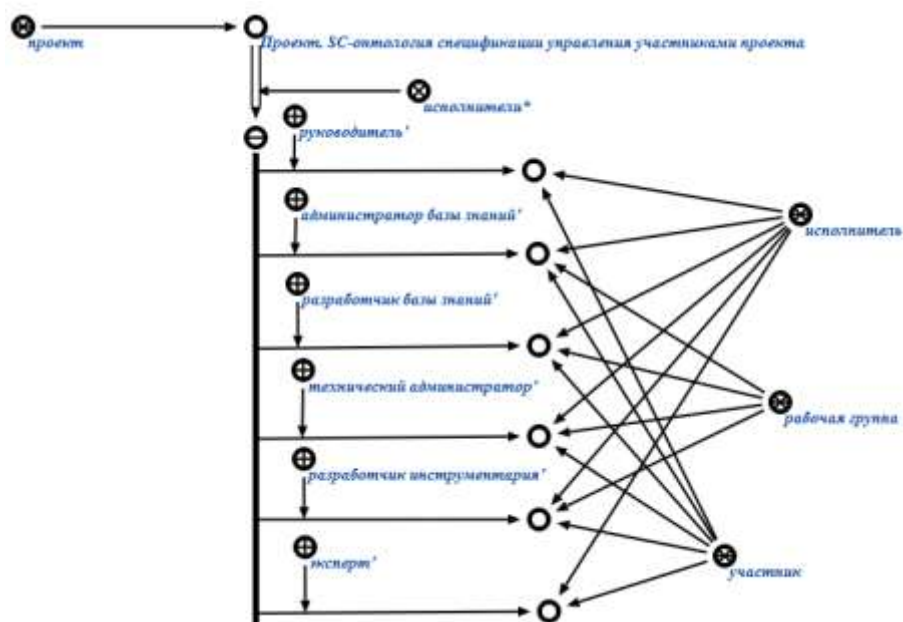 проект
Проект. SC-онтология спецификации управления участниками проекта
исполнители*
руководитель'
администратор базы знаний'
исполнитель
разработчик базы знаний'
технический администратор'
рабочая группа
разработчик инструментария'
эксперт'
участник